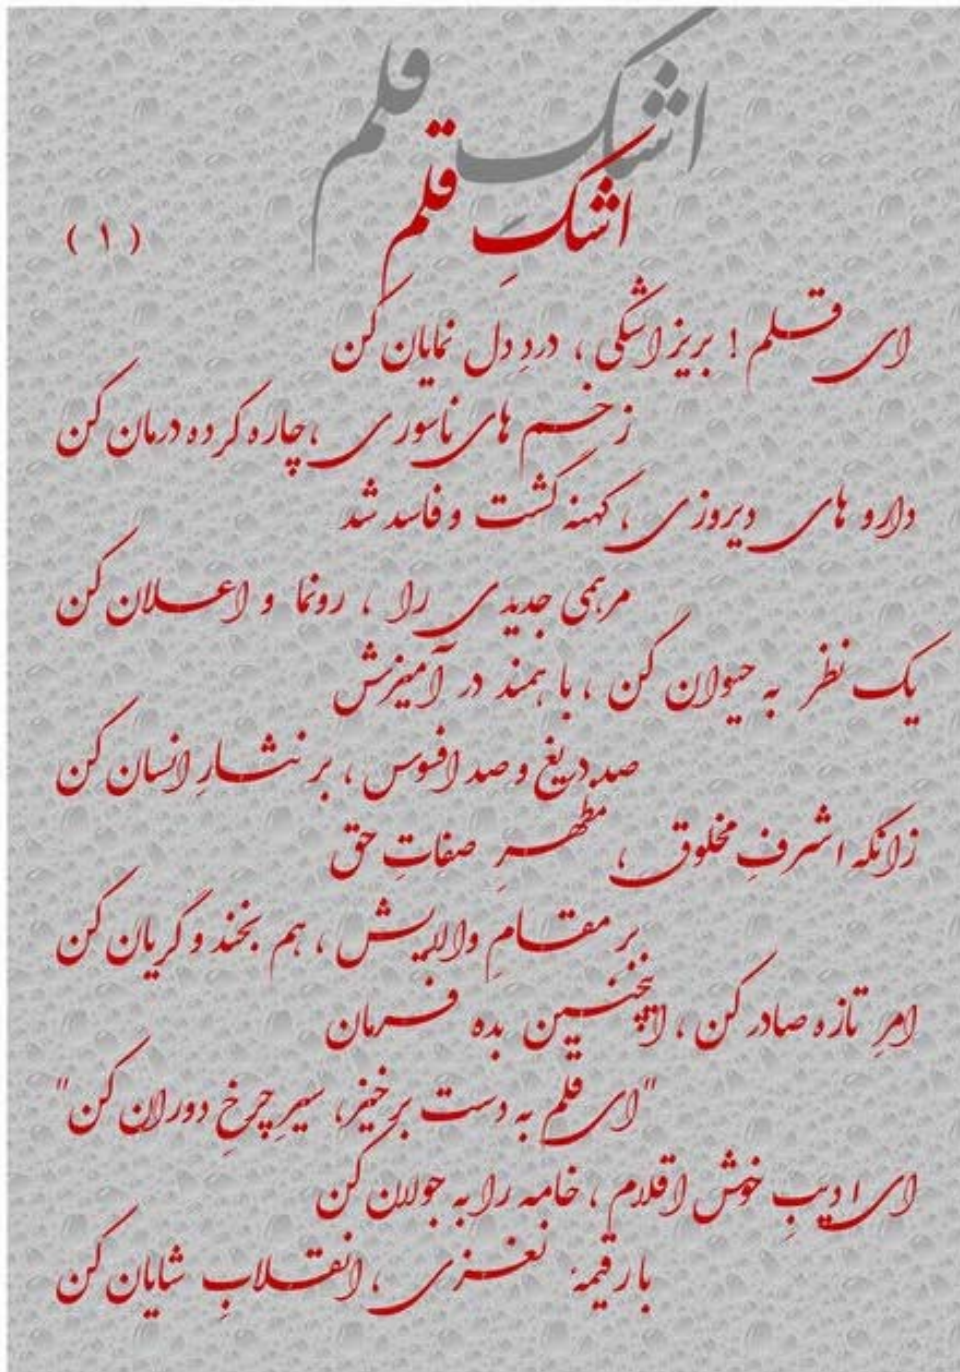 اشک قلم
اشکِ قلم
( ۱ )
ای قلم ! بریز اشکی ، دردِ دل نمایان کن
زخم های ناسوری ، چاره کرده درمان کن
دارو های دیروزی ، کهنه گشت و فاسد شد
مرهمی جدیدی را ، رونما و اعلان کن
یک نظر به حیوان کن ، با همند در آمیزش
صد دریغ و صد افسوس ، بر نثارِ انسان کن
زانکه اشرفِ مخلوق ، مظهرِ صفاتِ حق
بر مقامِ والایش ، هم بخند و گریان کن
امرِ تازه صادر کن ، اینچنین بده فرمان
"ای قلم به دست برخیز، سیرِ چرخِ دوران کن"
ای ادیبِ خوش اقلام ، خامه را به جولان کن
با رقیمهٔ نغزی ، انقلابِ شایان کن